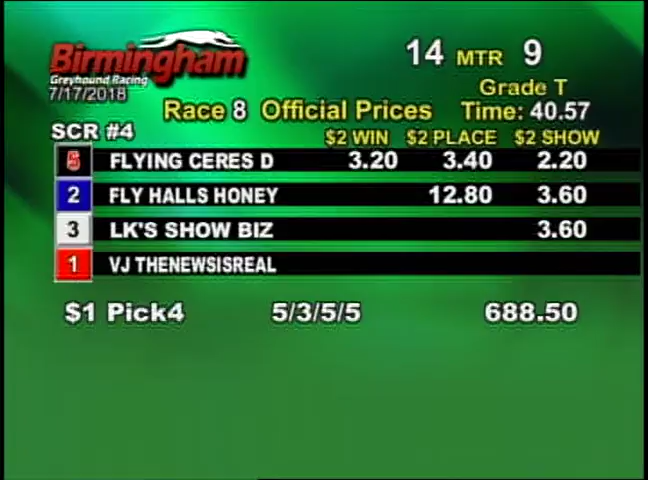 Birmingham 14 MTR 9
Greyhound Racing
7/17/2018 Grade T
Race 8 Official Prices Time: 40.57
SCR #4 $2 WIN $2 PLACE $2 SHOW
5 FLYING CERES D 3.20 3.40 2.20
2 FLY HALLS HONEY 12.80 3.60
3 LK'S SHOW BIZ 3.60
1 VJ THENEWSISREAL
$1 Pick4 5/3/5/5 688.50